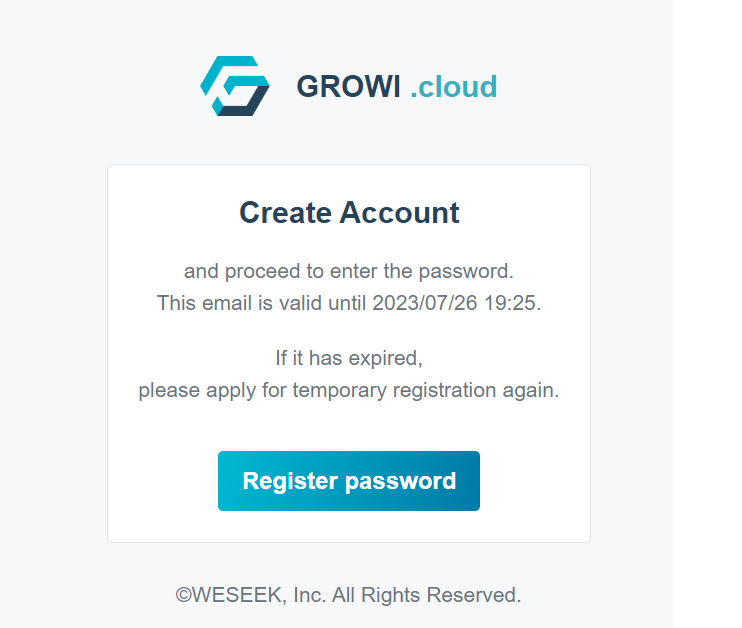 GROWI .cloud
Create Account
and proceed to enter the password.
This email is valid until 2023/07/26 19:25.
If it has expired,
please apply for temporary registration again.
Register password
©WESEEK, Inc. All Rights Reserved.